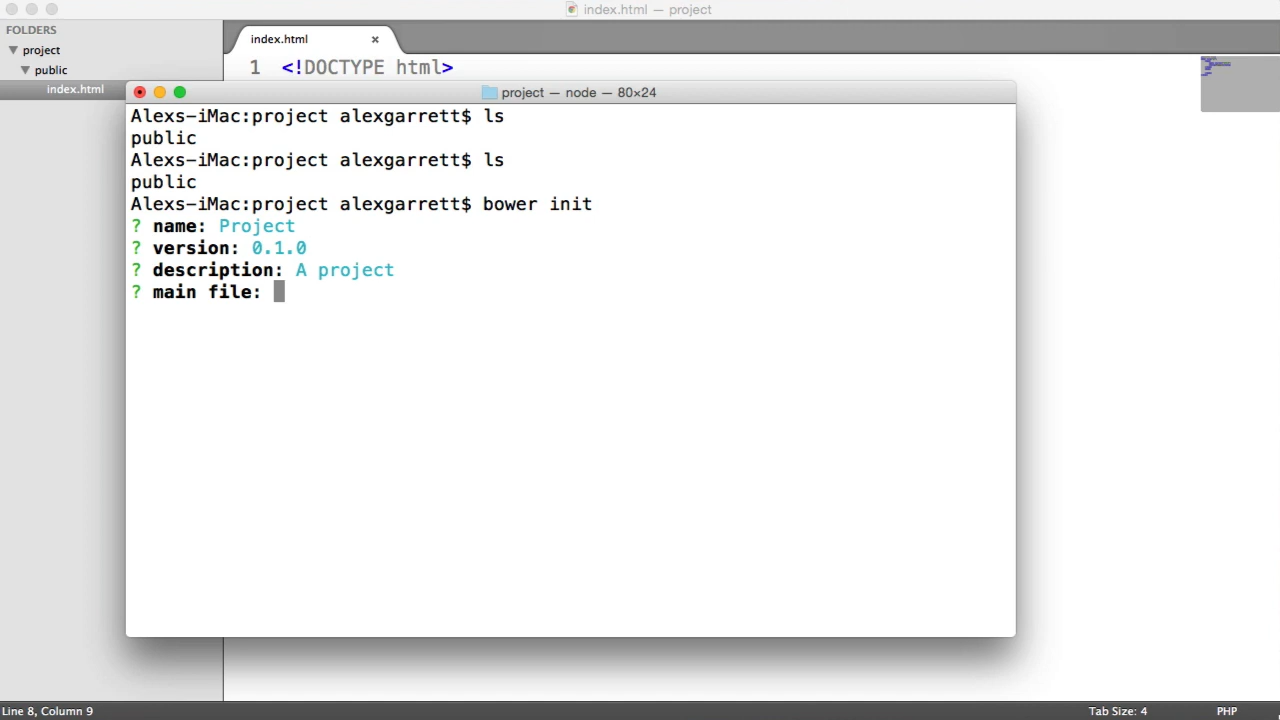 index.html — project
FOLDERS
project
public
index.html
index.html ×
1 <!DOCTYPE html>
project — node — 80×24
Alexs-iMac:project alexgarrett$ ls
public
Alexs-iMac:project alexgarrett$ ls
public
Alexs-iMac:project alexgarrett$ bower init
? name: Project
? version: 0.1.0
? description: A project
? main file:
Line 8, Column 9
Tab Size: 4
PHP